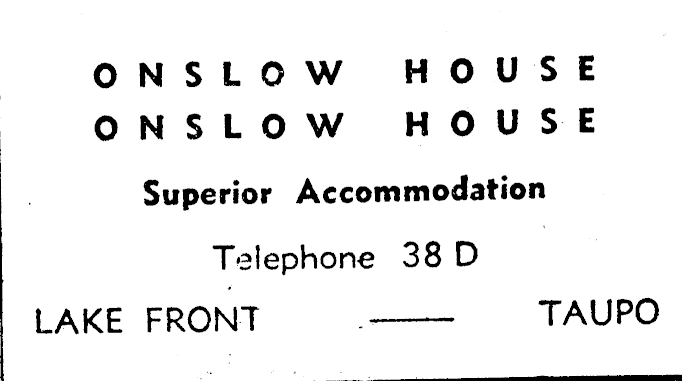 ONSLOW HOUSE
ONSLOW HOUSE
Superior Accommodation
Telephone 38 D
LAKE FRONT — TAUPO